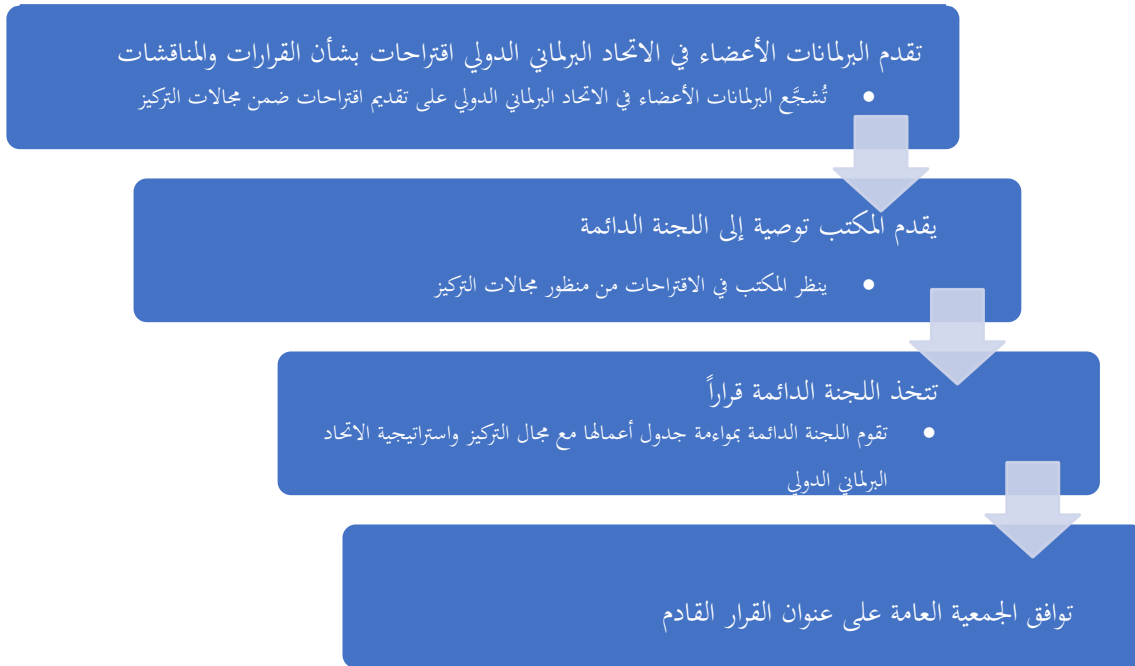 تقدم البرلمانات الأعضاء في الاتحاد البرلماني الدولي اقتراحات بشأن القرارات والمناقشات
• تُشجَّع البرلمانات الأعضاء في الاتحاد البرلماني الدولي على تقديم اقتراحات ضمن مجالات التركيز
يقدم المكتب توصية إلى اللجنة الدائمة
• ينظر المكتب في الاقتراحات من منظور مجالات التركيز
تتخذ اللجنة الدائمة قراراً
• تقوم اللجنة الدائمة بمواءمة جدول أعمالها مع مجال التركيز واستراتيجية الاتحاد
البرلماني الدولي
توافق الجمعية العامة على عنوان القرار القادم